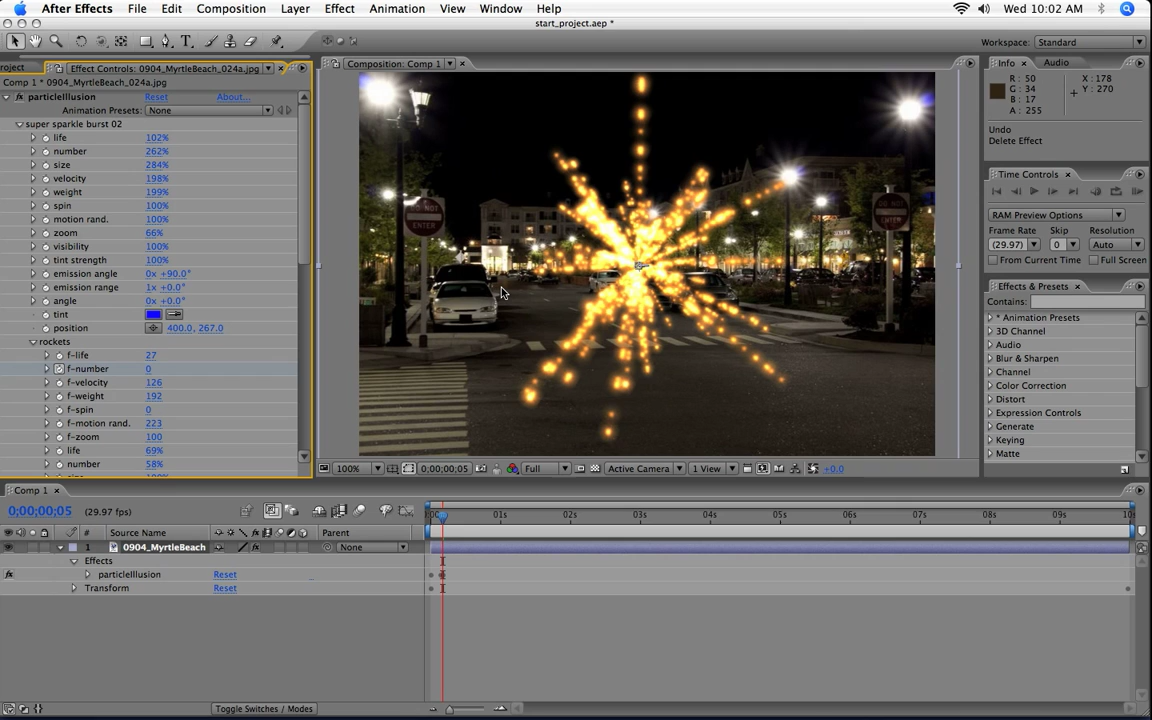 After Effects File Edit Composition Layer Effect Animation View Window Help Wed 10:02 AM
start_project.aep *
Workspace: Standard
roject Effect Controls: 0904_MyrtleBeach_024a.jpg
Comp 1 * 0904_MyrtleBeach_024a.jpg
particleIllusion Reset About...
Animation Presets: None
super sparkle burst 02
life 102%
number 262%
size 284%
velocity 198%
weight 199%
spin 100%
motion rand. 100%
zoom 66%
visibility 100%
tint strength 100%
emission angle 0x +90.0°
emission range 1x +0.0°
angle 0x +0.0°
tint
position 400.0, 267.0
rockets
f-life 27
f-number 0
f-velocity 126
f-weight 192
f-spin 0
f-motion rand. 223
f-zoom 100
life 69%
number 58%
Composition: Comp 1
DO NOT
ENTER
DO NOT
ENTER
100% 0;00;00;05 Full Active Camera 1 View +0.0
Info Audio
R : 50 X : 178
G : 34 Y : 270
B : 17
A : 255
Undo
Delete Effect
Time Controls
RAM Preview Options
Frame Rate Skip Resolution
(29.97) 0 Auto
From Current Time Full Screen
Effects & Presets
Contains:
* Animation Presets
3D Channel
Audio
Blur & Sharpen
Channel
Color Correction
Distort
Expression Controls
Generate
Keying
Matte
Comp 1
0;00;00;05 (29.97 fps)
01s 02s 03s 04s 05s 06s 07s 08s 09s 10s
# Source Name Parent
1 0904_MyrtleBeach None
Effects
particleIllusion Reset
Transform Reset
Toggle Switches / Modes